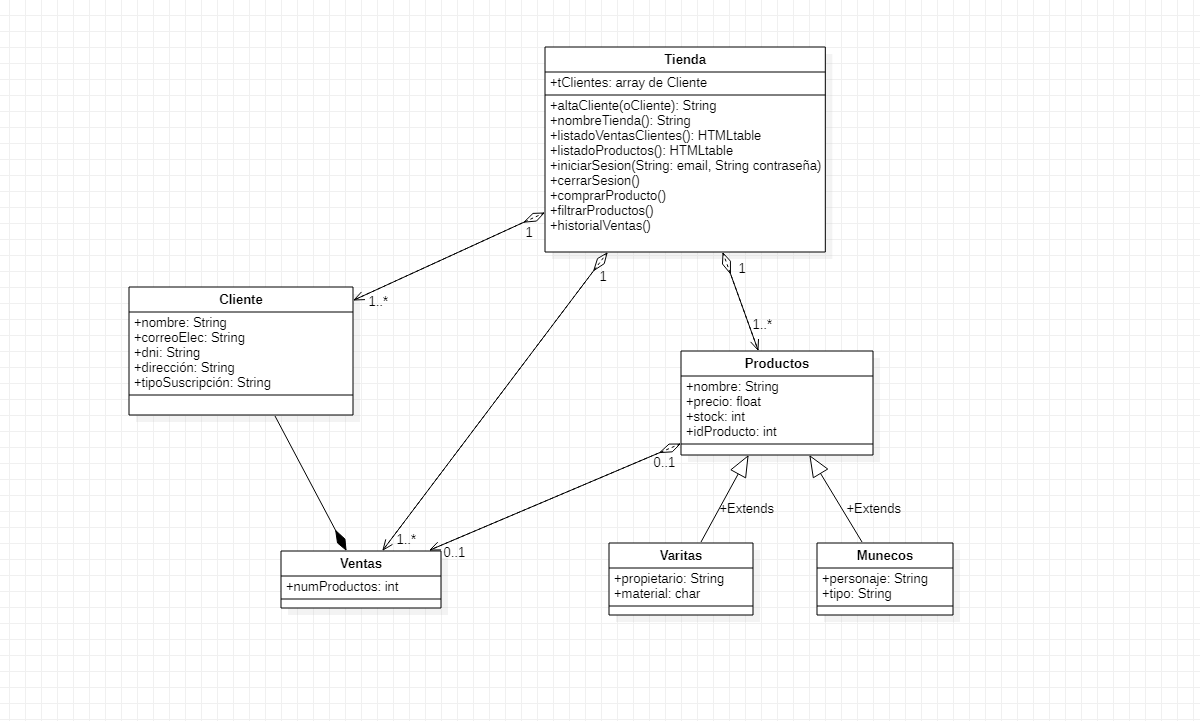 Tienda
+tClientes: array de Cliente
+altaCliente(oCliente): String
+nombreTienda(): String
+listadoVentasClientes(): HTMLtable
+listadoProductos(): HTMLtable
+iniciarSesion(String: email, String contraseña)
+cerrarSesion()
+comprarProducto()
+filtrarProductos()
+historialVentas()
1
1
1
1..*
Cliente
+nombre: String
+correoElec: String
+dni: String
+dirección: String
+tipoSuscripción: String
1..*
Productos
+nombre: String
+precio: float
+stock: int
+idProducto: int
0..1
+Extends
+Extends
1..*
0..1
Ventas
+numProductos: int
Varitas
+propietario: String
+material: char
Munecos
+personaje: String
+tipo: String